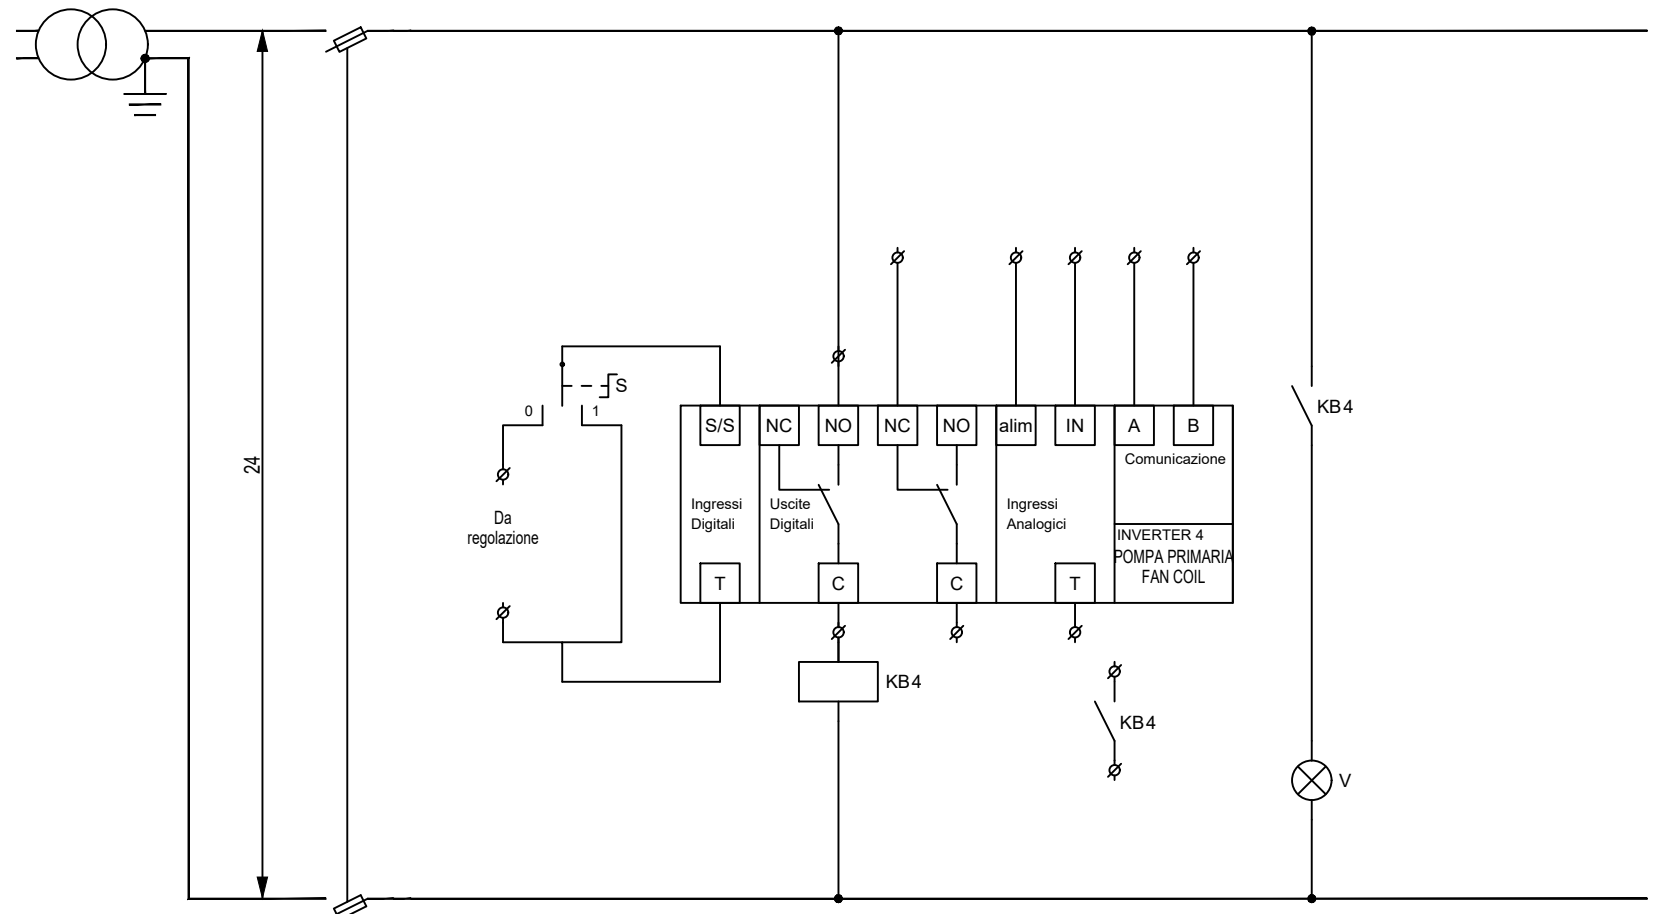 S
0
1
S/S
NC
NO
NC
NO
alim
IN
A
B
KB4
Comunicazione
24
Ingressi
Digitali
Uscite
Digitali
Ingressi
Analogici
Da
regolazione
INVERTER 4
POMPA PRIMARIA
FAN COIL
T
C
C
T
KB4
KB4
V